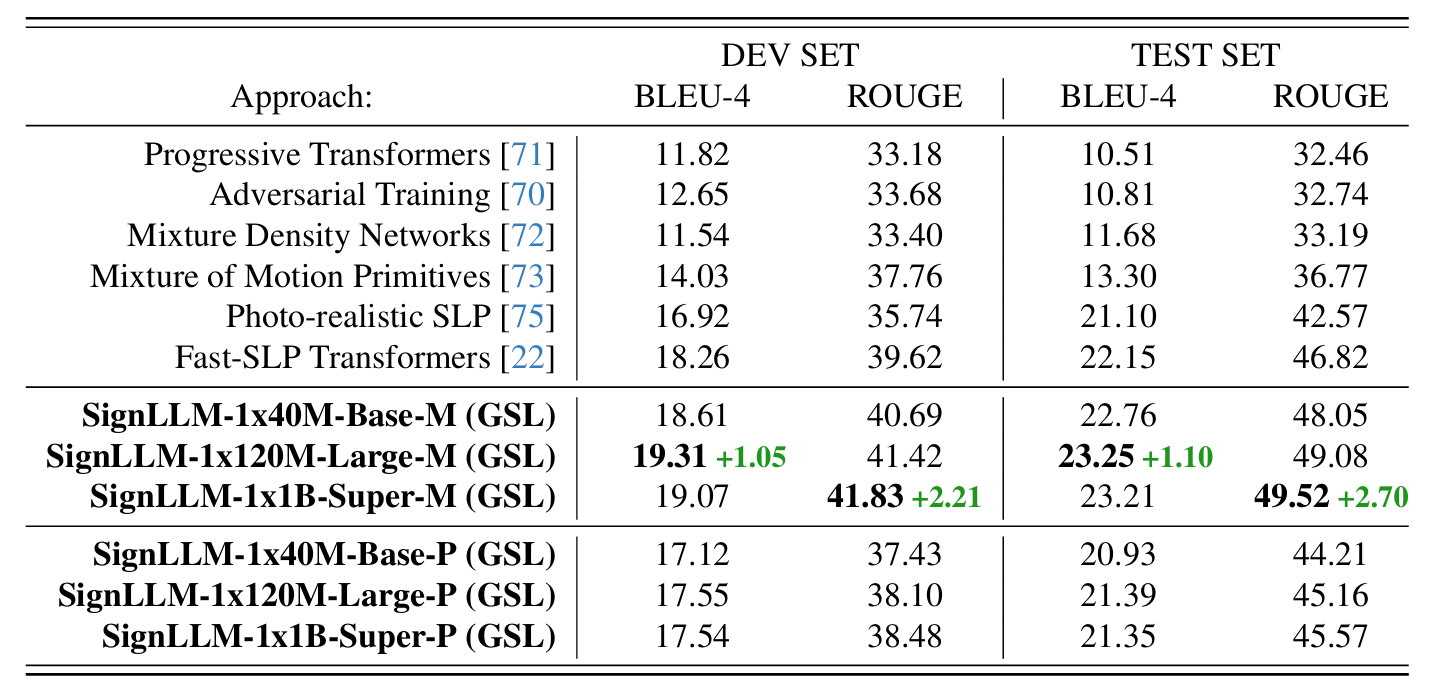 DEV SET TEST SET
Approach: BLEU-4 ROUGE BLEU-4 ROUGE
Progressive Transformers [71] 11.82 33.18 10.51 32.46
Adversarial Training [70] 12.65 33.68 10.81 32.74
Mixture Density Networks [72] 11.54 33.40 11.68 33.19
Mixture of Motion Primitives [73] 14.03 37.76 13.30 36.77
Photo-realistic SLP [75] 16.92 35.74 21.10 42.57
Fast-SLP Transformers [22] 18.26 39.62 22.15 46.82
SignLLM-1x40M-Base-M (GSL) 18.61 40.69 22.76 48.05
SignLLM-1x120M-Large-M (GSL) 19.31 +1.05 41.42 23.25 +1.10 49.08
SignLLM-1x1B-Super-M (GSL) 19.07 41.83 +2.21 23.21 49.52 +2.70
SignLLM-1x40M-Base-P (GSL) 17.12 37.43 20.93 44.21
SignLLM-1x120M-Large-P (GSL) 17.55 38.10 21.39 45.16
SignLLM-1x1B-Super-P (GSL) 17.54 38.48 21.35 45.57